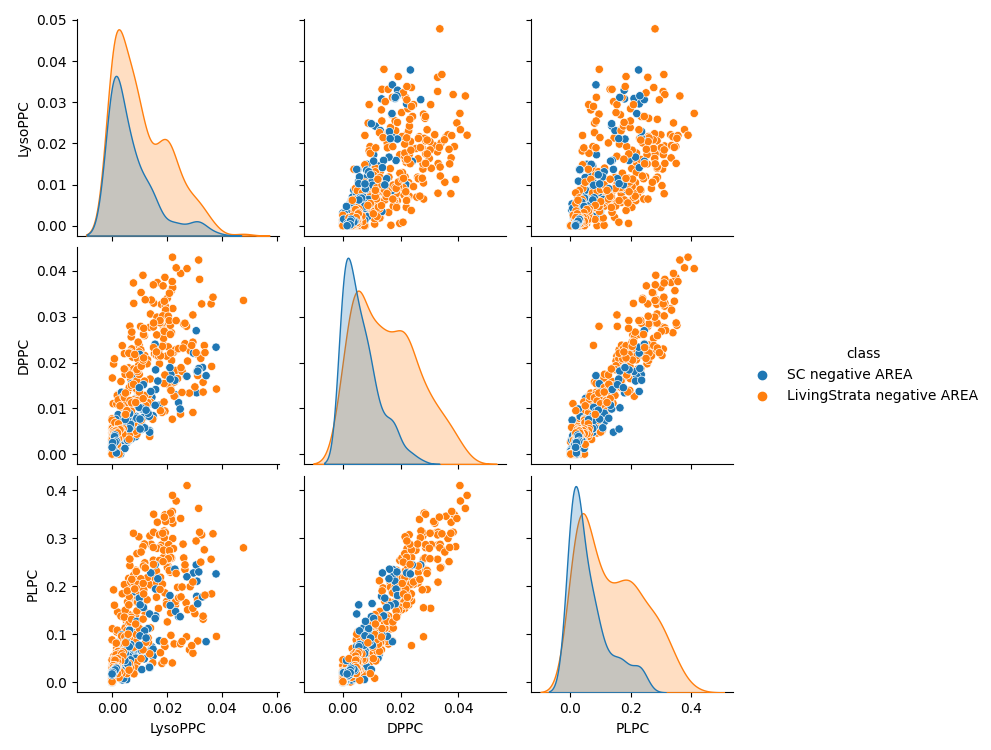 0.05
0.04
0.03
0.02
0.01
0.00
LysoPPC
0.04
0.03
0.02
0.01
0.00
DPPC
class
SC negative AREA
LivingStrata negative AREA
0.4
0.3
0.2
0.1
0.0
PLPC
0.00 0.02 0.04 0.06
LysoPPC
0.00 0.02 0.04
DPPC
0.0 0.2 0.4
PLPC